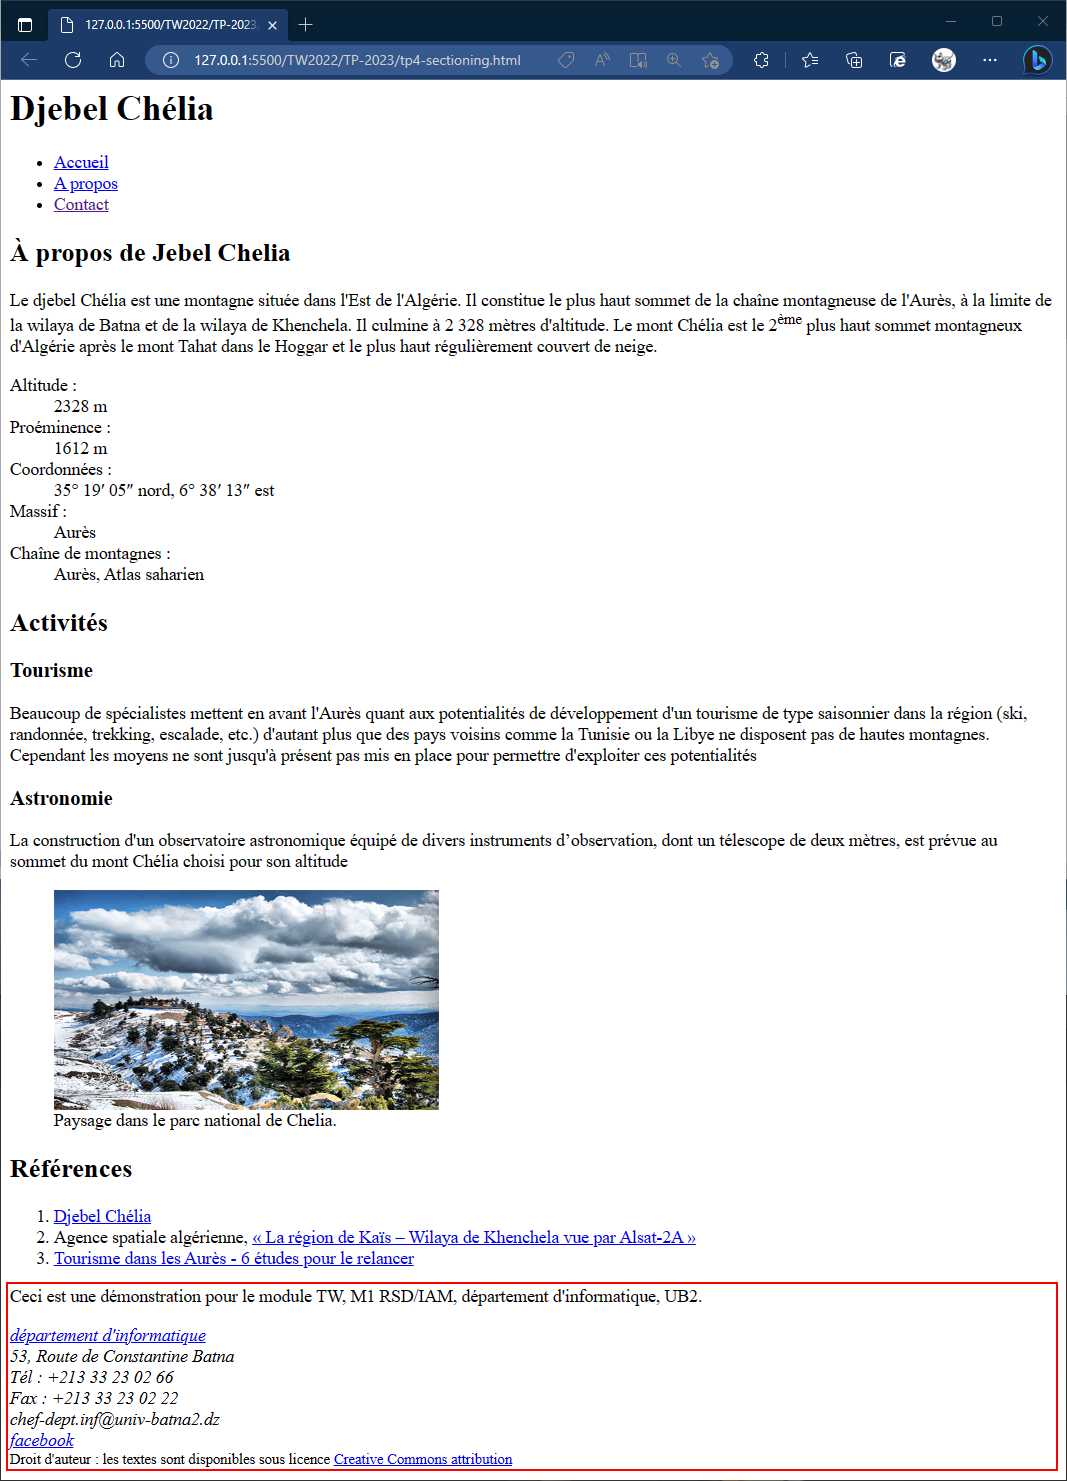 127.0.0.1:5500/TW2022/TP-2023
127.0.0.1:5500/TW2022/TP-2023/tp4-sectioning.html
Djebel Chélia
Accueil
A propos
Contact
À propos de Jebel Chelia
Le djebel Chélia est une montagne située dans l'Est de l'Algérie. Il constitue le plus haut sommet de la chaîne montagneuse de l'Aurès, à la limite de
la wilaya de Batna et de la wilaya de Khenchela. Il culmine à 2 328 mètres d'altitude. Le mont Chélia est le 2ème plus haut sommet montagneux
d'Algérie après le mont Tahat dans le Hoggar et le plus haut régulièrement couvert de neige.
Altitude :
2328 m
Proéminence :
1612 m
Coordonnées :
35° 19′ 05″ nord, 6° 38′ 13″ est
Massif :
Aurès
Chaîne de montagnes :
Aurès, Atlas saharien
Activités
Tourisme
Beaucoup de spécialistes mettent en avant l'Aurès quant aux potentialités de développement d'un tourisme de type saisonnier dans la région (ski,
randonnée, trekking, escalade, etc.) d'autant plus que des pays voisins comme la Tunisie ou la Libye ne disposent pas de hautes montagnes.
Cependant les moyens ne sont jusqu'à présent pas mis en place pour permettre d'exploiter ces potentialités
Astronomie
La construction d'un observatoire astronomique équipé de divers instruments d’observation, dont un télescope de deux mètres, est prévue au
sommet du mont Chélia choisi pour son altitude
Paysage dans le parc national de Chelia.
Références
1. Djebel Chélia
2. Agence spatiale algérienne, « La région de Kaïs – Wilaya de Khenchela vue par Alsat-2A »
3. Tourisme dans les Aurès - 6 études pour le relancer
Ceci est une démonstration pour le module TW, M1 RSD/IAM, département d'informatique, UB2.
département d'informatique
53, Route de Constantine Batna
Tél : +213 33 23 02 66
Fax : +213 33 23 02 22
chef-dept.inf@univ-batna2.dz
facebook
Droit d'auteur : les textes sont disponibles sous licence Creative Commons attribution